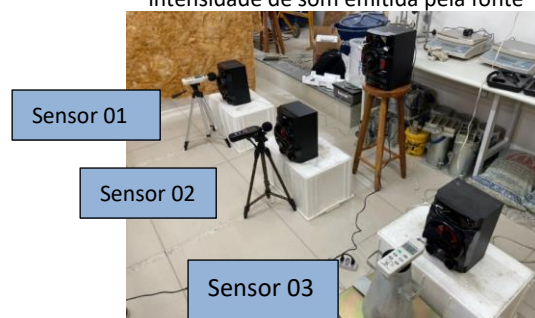 intensidade de som emitida pela fonte
Sensor 01
Sensor 02
Sensor 03